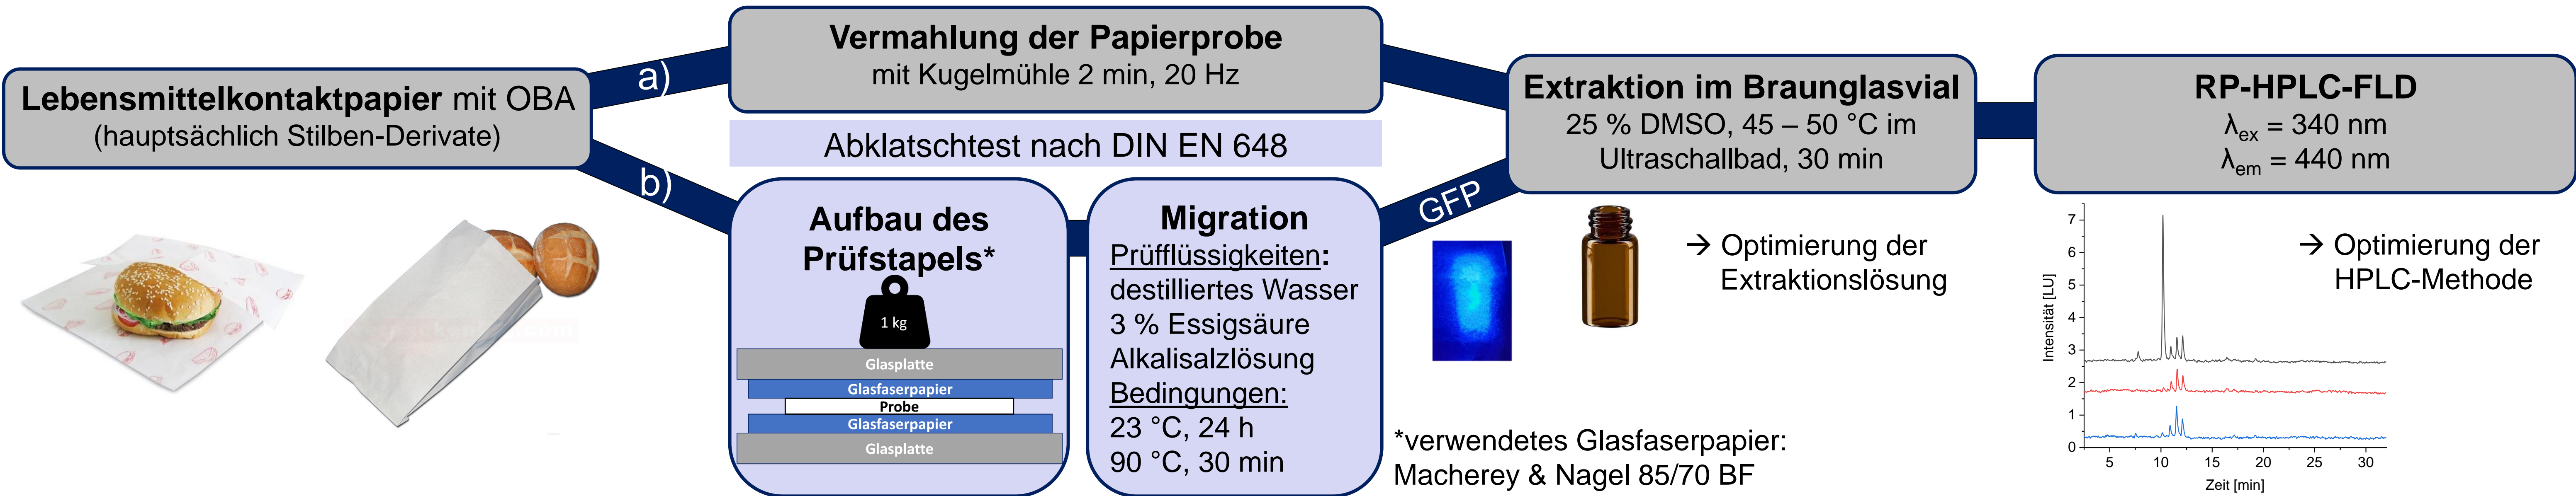 Lebensmittelkontaktpapier mit OBA
(hauptsächlich Stilben-Derivate)
a)
b)
Vermahlung der Papierprobe
mit Kugelmühle 2 min, 20 Hz
Abklatschtest nach DIN EN 648
Aufbau des
Prüfstapels*
1 kg
Glasplatte
Glasfaserpapier
Probe
Glasfaserpapier
Glasplatte
Migration
Prüfflüssigkeiten:
destilliertes Wasser
3 % Essigsäure
Alkalisalzlösung
Bedingungen:
23 °C, 24 h
90 °C, 30 min
GFP
Extraktion im Braunglasvial
25 % DMSO, 45 – 50 °C im
Ultraschallbad, 30 min
→ Optimierung der
Extraktionslösung
*verwendetes Glasfaserpapier:
Macherey & Nagel 85/70 BF
RP-HPLC-FLD
λex = 340 nm
λem = 440 nm
→ Optimierung der
HPLC-Methode
Intensität [LU]
7
6
5
4
3
2
1
0
5 10 15 20 25 30
Zeit [min]